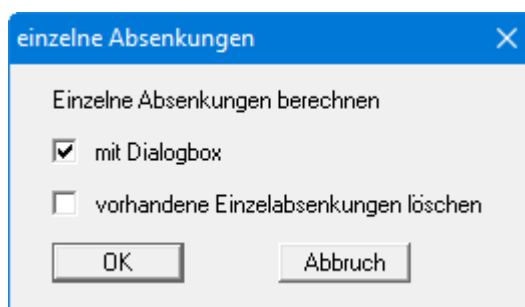 einzelne Absenkungen
Einzelne Absenkungen berechnen
mit Dialogbox
vorhandene Einzelabsenkungen löschen
OK Abbruch